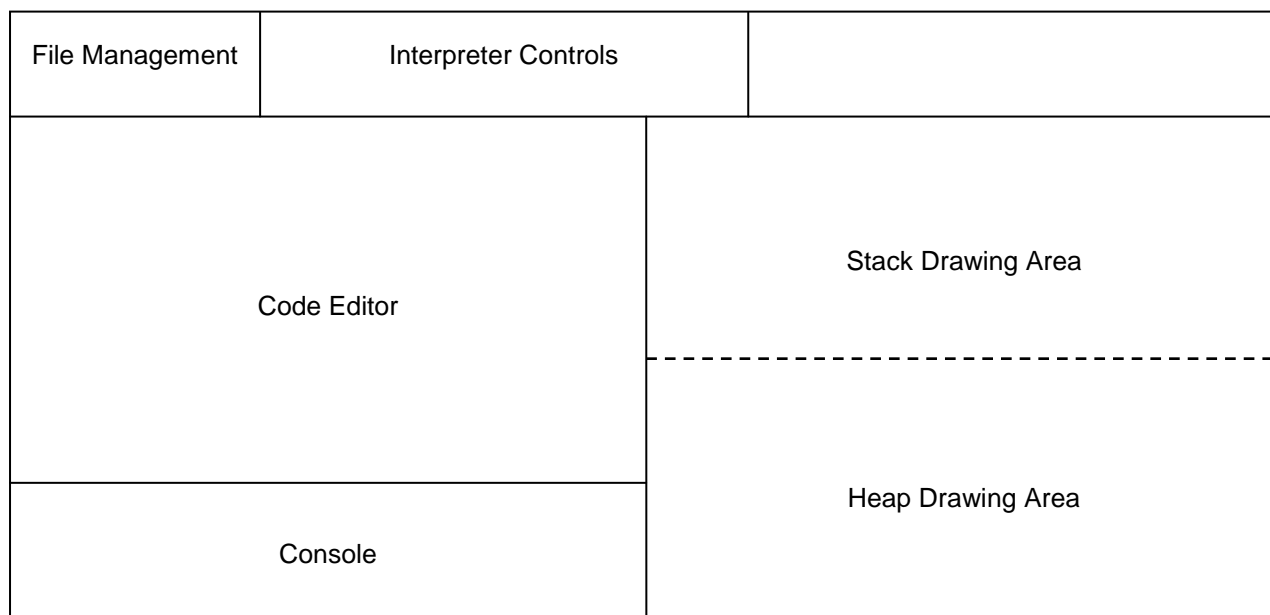 File Management
Interpreter Controls
Code Editor
Stack Drawing Area
Heap Drawing Area
Console